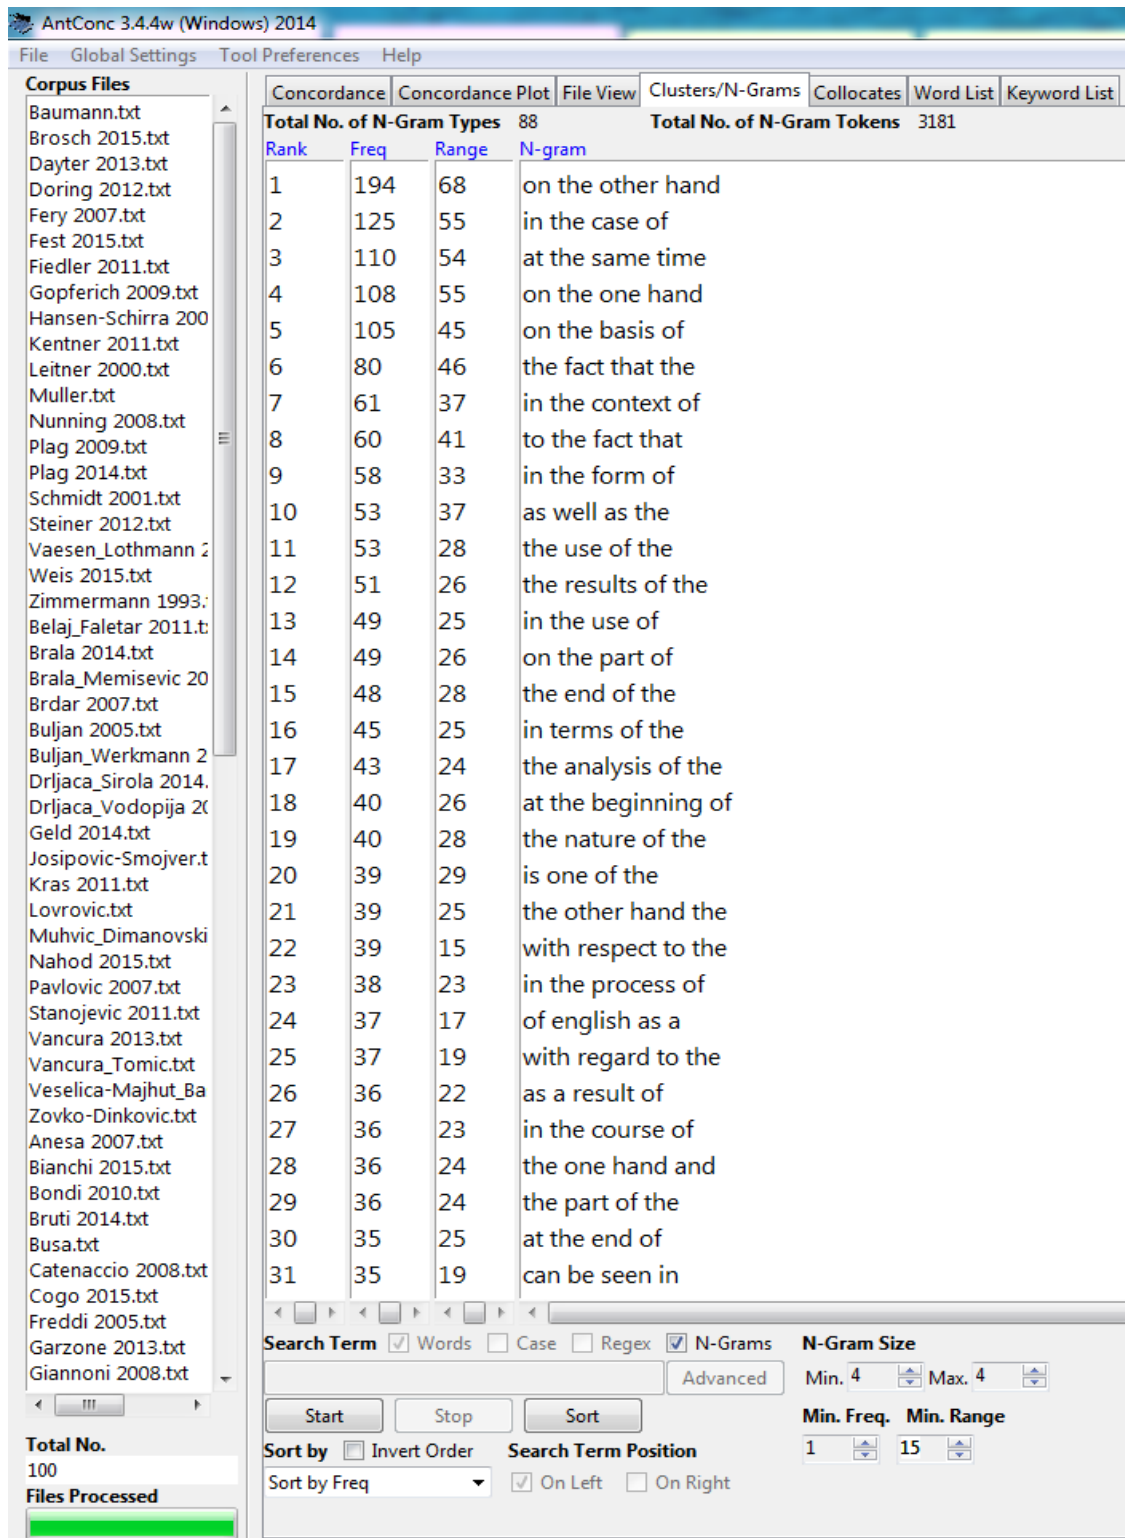 AntConc 3.4.4w (Windows) 2014
File Global Settings Tool Preferences Help
Corpus Files
Baumann.txt
Brosch 2015.txt
Dayter 2013.txt
Doring 2012.txt
Fery 2007.txt
Fest 2015.txt
Fiedler 2011.txt
Gopferich 2009.txt
Hansen-Schirra 200
Kentner 2011.txt
Leitner 2000.txt
Muller.txt
Nunning 2008.txt
Plag 2009.txt
Plag 2014.txt
Schmidt 2001.txt
Steiner 2012.txt
Vaesen_Lothmann 2
Weis 2015.txt
Zimmermann 1993.
Belaj_Faletar 2011.t
Brala 2014.txt
Brala_Memisevic 20
Brdar 2007.txt
Buljan 2005.txt
Buljan_Werkmann 2
Drljaca_Sirola 2014.
Drljaca_Vodopija 20
Geld 2014.txt
Josipovic-Smojver.t
Kras 2011.txt
Lovrovic.txt
Muhvic_Dimanovski
Nahod 2015.txt
Pavlovic 2007.txt
Stanojevic 2011.txt
Vancura 2013.txt
Vancura_Tomic.txt
Veselica-Majhut_Ba
Zovko-Dinkovic.txt
Anesa 2007.txt
Bianchi 2015.txt
Bondi 2010.txt
Bruti 2014.txt
Busa.txt
Catenaccio 2008.txt
Cogo 2015.txt
Freddi 2005.txt
Garzone 2013.txt
Giannoni 2008.txt
Total No.
100
Files Processed
Concordance Concordance Plot File View Clusters/N-Grams Collocates Word List Keyword List
Total No. of N-Gram Types 88 Total No. of N-Gram Tokens 3181
Rank Freq Range N-gram
1 194 68 on the other hand
2 125 55 in the case of
3 110 54 at the same time
4 108 55 on the one hand
5 105 45 on the basis of
6 80 46 the fact that the
7 61 37 in the context of
8 60 41 to the fact that
9 58 33 in the form of
10 53 37 as well as the
11 53 28 the use of the
12 51 26 the results of the
13 49 25 in the use of
14 49 26 on the part of
15 48 28 the end of the
16 45 25 in terms of the
17 43 24 the analysis of the
18 40 26 at the beginning of
19 40 28 the nature of the
20 39 29 is one of the
21 39 25 the other hand the
22 39 15 with respect to the
23 38 23 in the process of
24 37 17 of english as a
25 37 19 with regard to the
26 36 22 as a result of
27 36 23 in the course of
28 36 24 the one hand and
29 36 24 the part of the
30 35 25 at the end of
31 35 19 can be seen in
Search Term Words Case Regex N-Grams N-Gram Size
Advanced Min. 4 Max. 4
Start Stop Sort Min. Freq. Min. Range
1 15
Sort by Invert Order Search Term Position
Sort by Freq On Left On Right